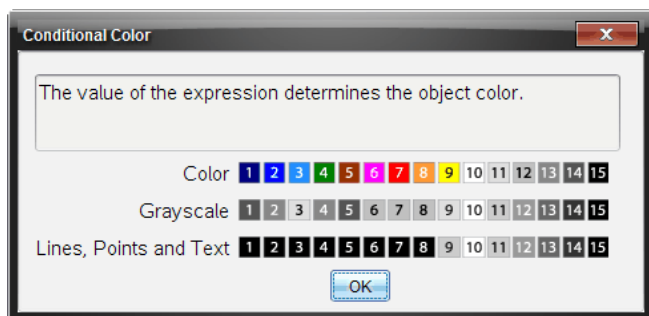 Conditional Color
X
The value of the expression determines the object color.
Color 1 2 3 4 5 6 7 8 9 10 11 12 13 14 15
Grayscale 1 2 3 4 5 6 7 8 9 10 11 12 13 14 15
Lines, Points and Text 1 2 3 4 5 6 7 8 9 10 11 12 13 14 15
OK